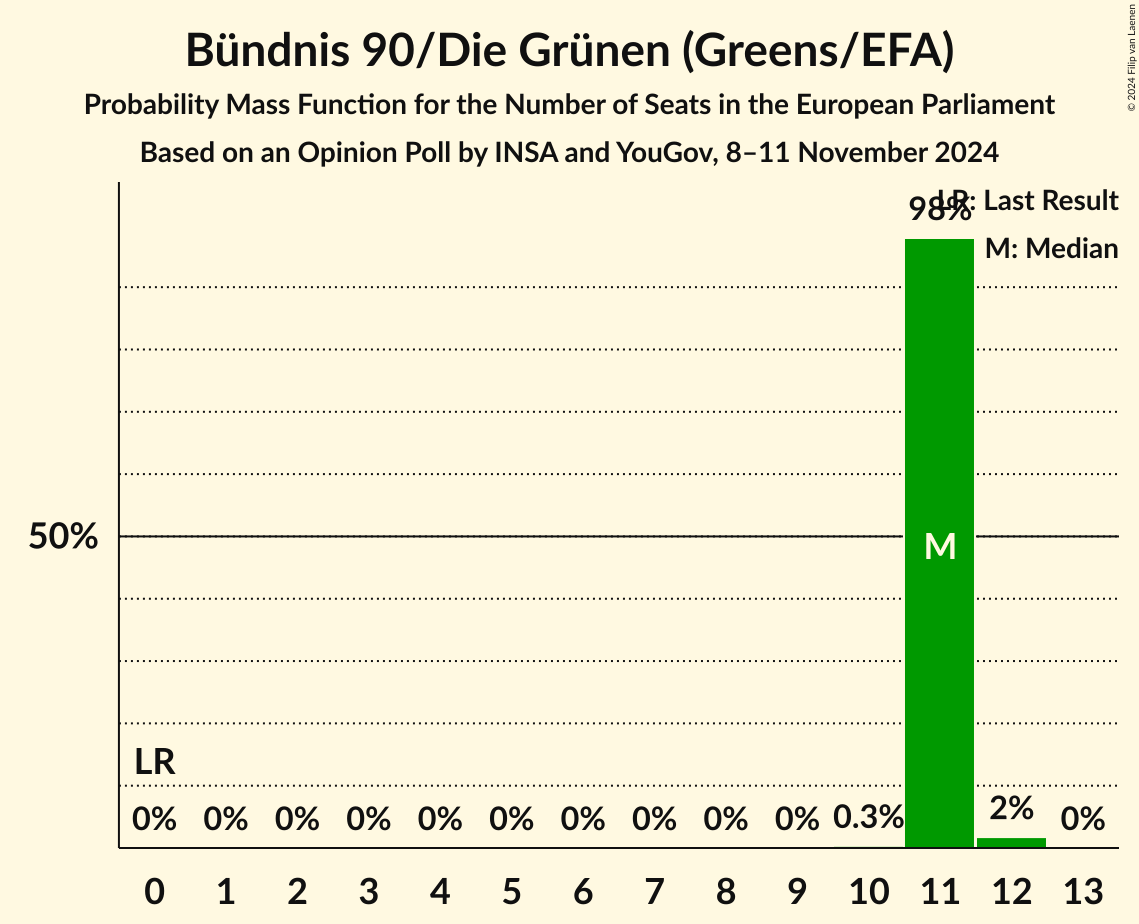 Bündnis 90/Die Grünen (Greens/EFA)
Probability Mass Function for the Number of Seats in the European Parliament
Based on an Opinion Poll by INSA and YouGov, 8–11 November 2024
© 2024 Filip van Laenen
LR: Last Result
98%
M: Median
50%
M
LR
0% 0% 0% 0% 0% 0% 0% 0% 0% 0% 0.3% 2% 0%
0 1 2 3 4 5 6 7 8 9 10 11 12 13